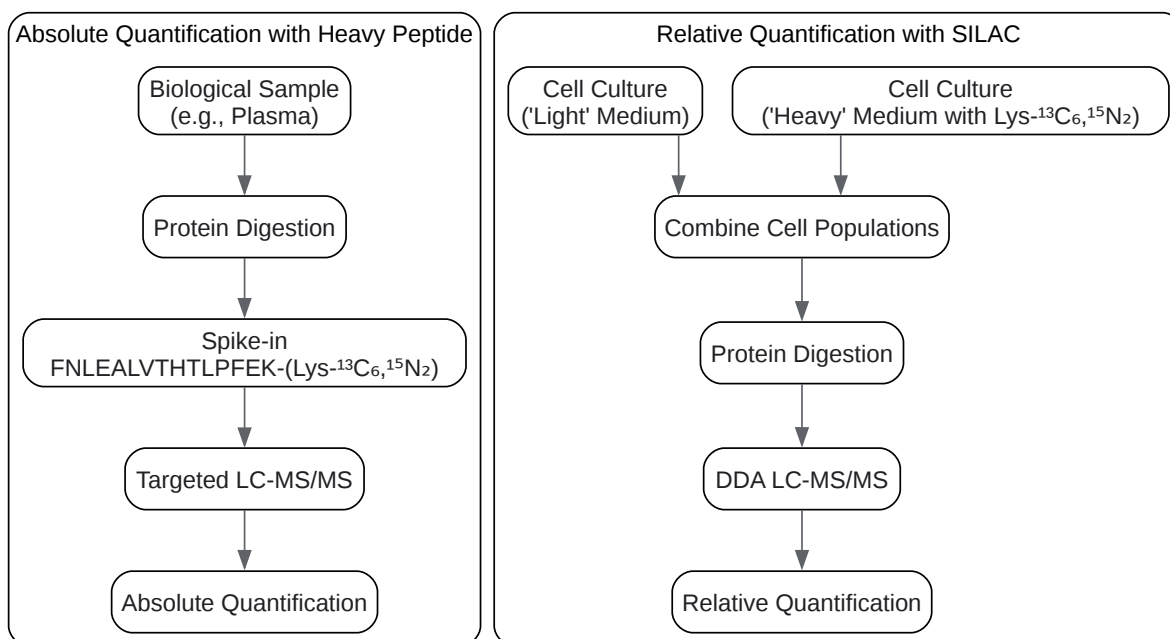 Absolute Quantification with Heavy Peptide
Biological Sample
(e.g., Plasma)
Protein Digestion
Spike-in
FNLEALVTHTLPFEK-(Lys-¹³C₆,¹⁵N₂)
Targeted LC-MS/MS
Absolute Quantification
Relative Quantification with SILAC
Cell Culture
('Light' Medium)
Cell Culture
('Heavy' Medium with Lys-¹³C₆,¹⁵N₂)
Combine Cell Populations
Protein Digestion
DDA LC-MS/MS
Relative Quantification